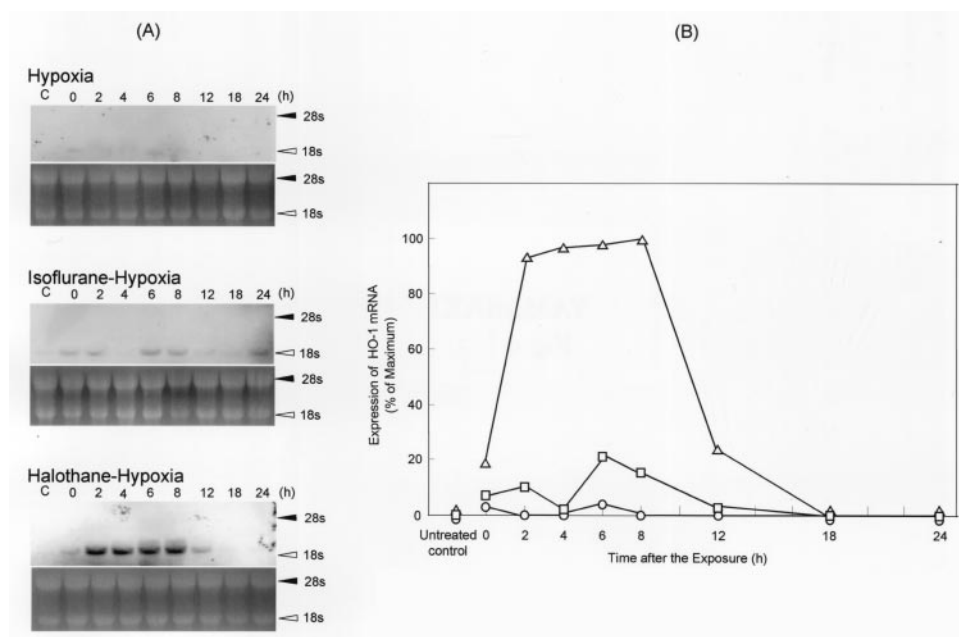 (A)
Hypoxia
C 0 2 4 6 8 12 18 24 (h)
28s
18s
28s
18s
Isoflurane-Hypoxia
C 0 2 4 6 8 12 18 24 (h)
28s
18s
28s
18s
Halothane-Hypoxia
C 0 2 4 6 8 12 18 24 (h)
28s
18s
28s
18s
(B)
Expression of HO-1 mRNA
(% of Maximum)
100
80
60
40
20
0
Untreated
control
0 2 4 6 8 12 18 24
Time after the Exposure (h)